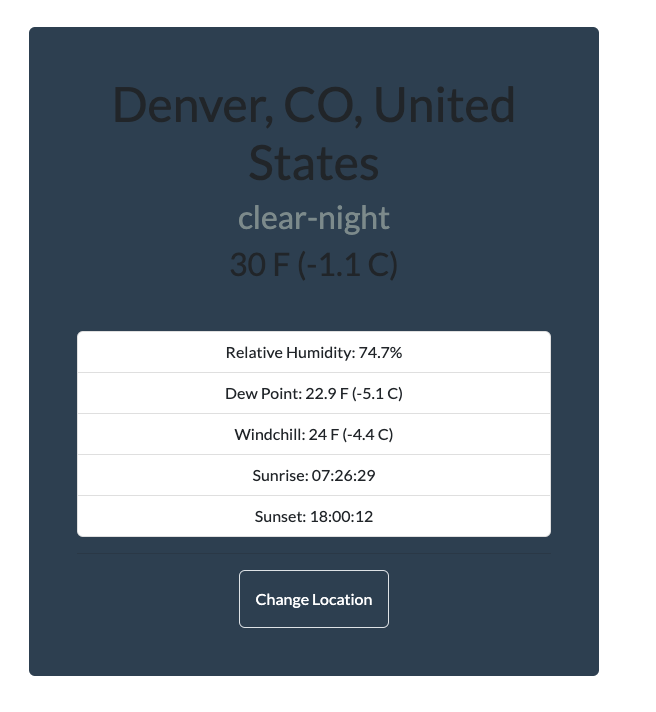 Denver, CO, United
States
clear-night
30 F (-1.1 C)
Relative Humidity: 74.7%
Dew Point: 22.9 F (-5.1 C)
Windchill: 24 F (-4.4 C)
Sunrise: 07:26:29
Sunset: 18:00:12
Change Location